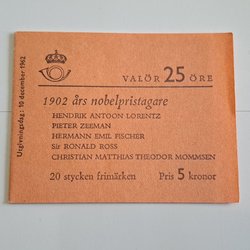 Utgivningsdag: 10 december 1962
VALÖR 25 ÖRE
1902 års nobelpristagare
HENDRIK ANTOON LORENTZ
PIETER ZEEMAN
HERMANN EMIL FISCHER
Sir RONALD ROSS
CHRISTIAN MATTHIAS THEODOR MOMMSEN
20 stycken frimärken Pris 5 kronor